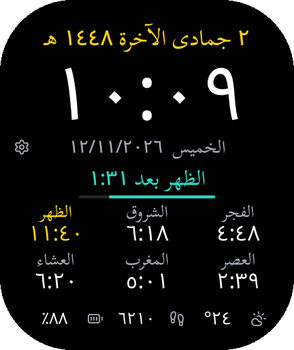 ٢ جمادى الآخرة ١٤٤٨ هـ
١٠:٠٩
الخميس ١٢/١١/٢٠٢٦
الظهر بعد ١:٣١
الفجر الشروق الظهر
٤:٤٨ ٦:١٨ ١١:٤٠
العصر المغرب العشاء
٢:٣٩ ٥:٠١ ٦:٢٠
٢٤° ٦٢١٠ ٨٨٪